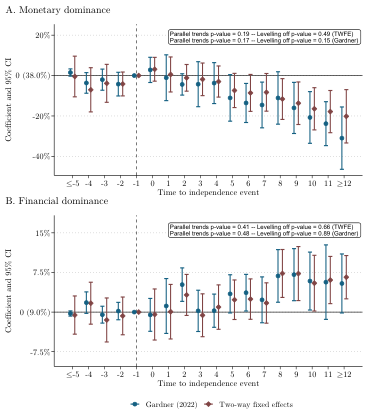 A. Monetary dominance
Parallel trends p-value = 0.19 -- Levelling off p-value = 0.49 (TWFE)
Parallel trends p-value = 0.17 -- Levelling off p-value = 0.15 (Gardner)
Coefficient and 95% CI
20%
0 (38.0%)
-20%
-40%
≤-5 -4 -3 -2 -1 0 1 2 3 4 5 6 7 8 9 10 11 ≥12
Time to independence event
B. Financial dominance
Parallel trends p-value = 0.41 -- Levelling off p-value = 0.66 (TWFE)
Parallel trends p-value = 0.48 -- Levelling off p-value = 0.89 (Gardner)
Coefficient and 95% CI
15%
7.5%
0 (9.0%)
-7.5%
≤-5 -4 -3 -2 -1 0 1 2 3 4 5 6 7 8 9 10 11 ≥12
Time to independence event
Gardner (2022) Two-way fixed effects